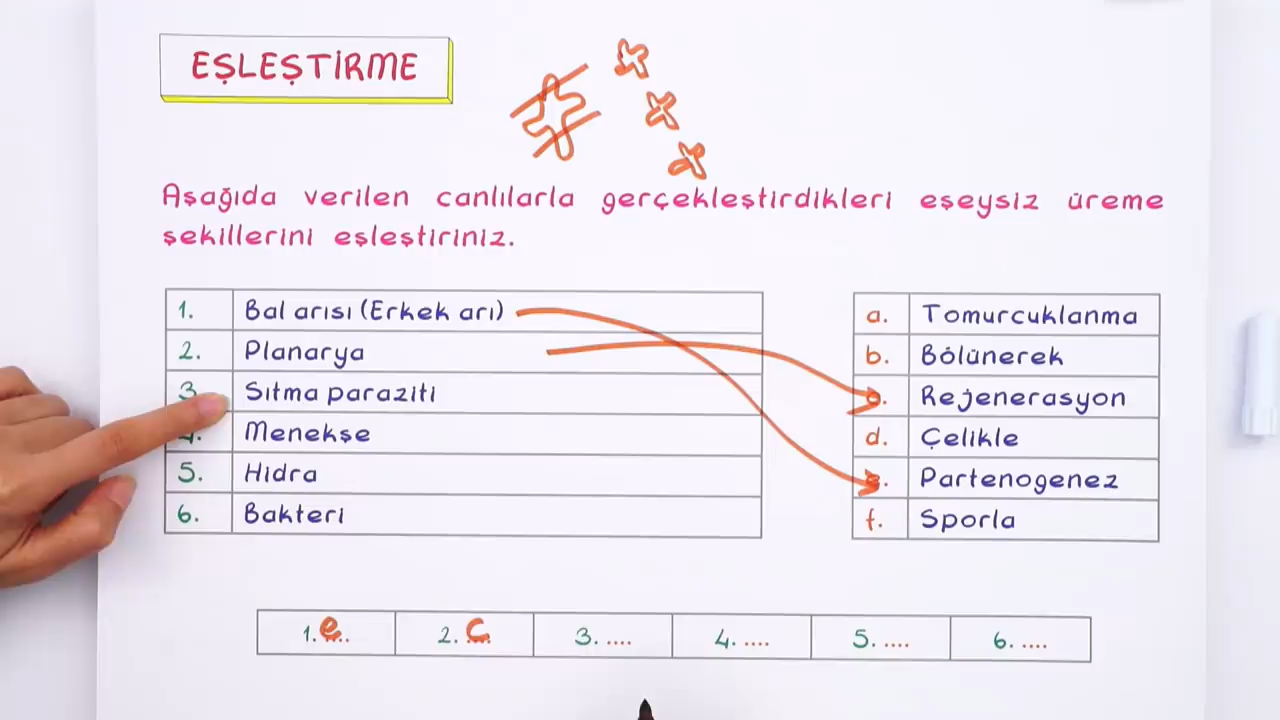 EŞLEŞTİRME
Aşağıda verilen canlılarla gerçekleştirdikleri eşeysiz üreme
şekillerini eşleştiriniz.
1. Bal arısı (Erkek arı)
2. Planarya
3. Sıtma paraziti
4. Menekşe
5. Hidra
6. Bakteri
a. Tomurcuklanma
b. Bölünerek
c. Rejenerasyon
d. Çelikle
e. Partenogenez
f. Sporla
1. e 2. c 3. .... 4. .... 5. .... 6. ....